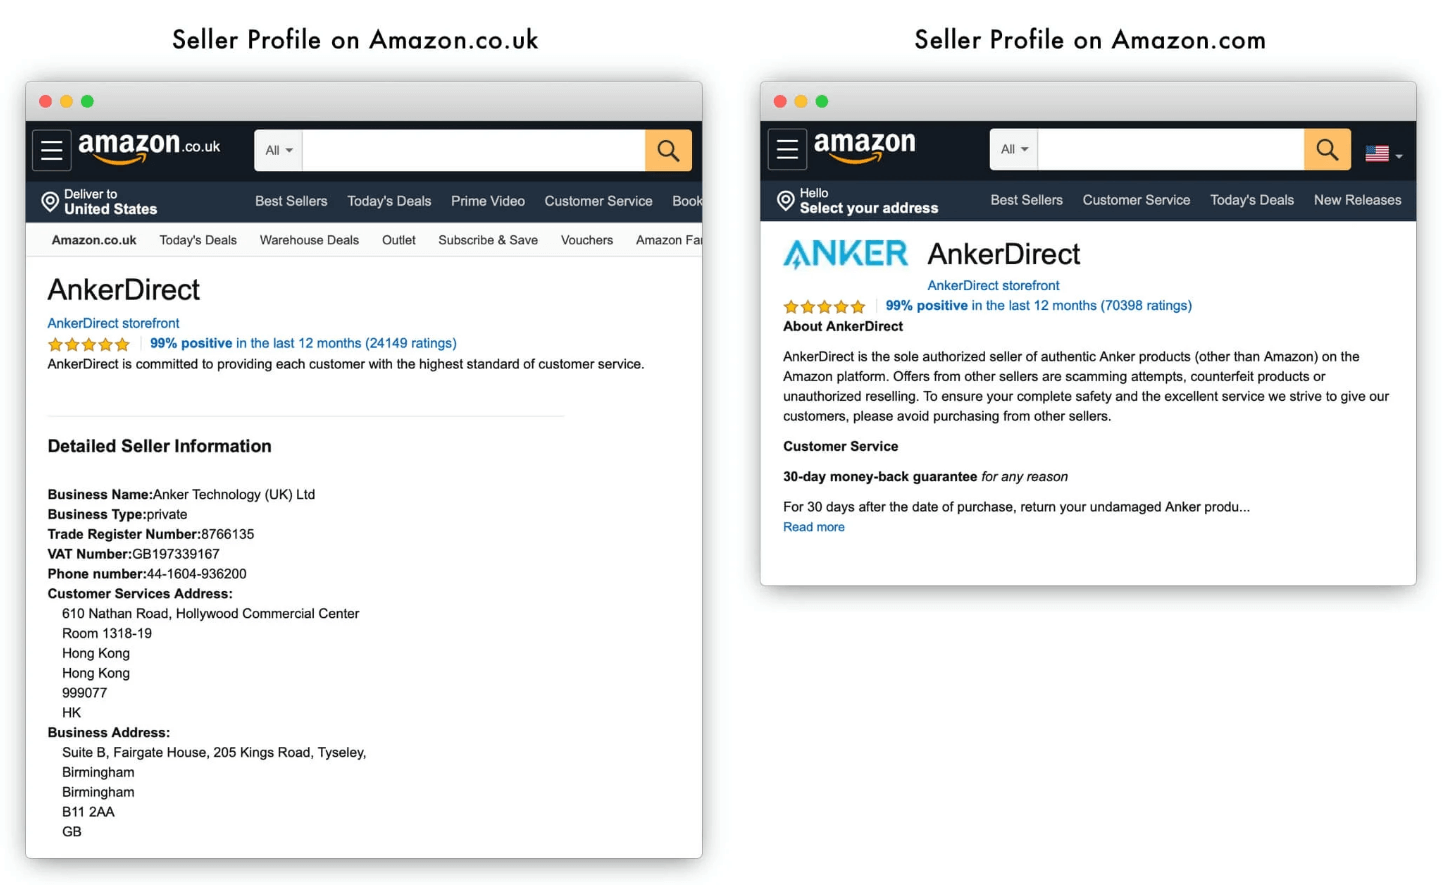 Seller Profile on Amazon.co.uk
amazon.co.uk
All
Deliver to
United States
Best Sellers Today's Deals Prime Video Customer Service Book
Amazon.co.uk Today's Deals Warehouse Deals Outlet Subscribe & Save Vouchers Amazon Fa
AnkerDirect
AnkerDirect storefront
99% positive in the last 12 months (24149 ratings)
AnkerDirect is committed to providing each customer with the highest standard of customer service.
Detailed Seller Information
Business Name:Anker Technology (UK) Ltd
Business Type:private
Trade Register Number:8766135
VAT Number:GB197339167
Phone number:44-1604-936200
Customer Services Address:
610 Nathan Road, Hollywood Commercial Center
Room 1318-19
Hong Kong
Hong Kong
999077
HK
Business Address:
Suite B, Fairgate House, 205 Kings Road, Tyseley,
Birmingham
Birmingham
B11 2AA
GB
Seller Profile on Amazon.com
amazon
All
Hello
Select your address
Best Sellers Customer Service Today's Deals New Releases
ANKER AnkerDirect
AnkerDirect storefront
99% positive in the last 12 months (70398 ratings)
About AnkerDirect
AnkerDirect is the sole authorized seller of authentic Anker products (other than Amazon) on the
Amazon platform. Offers from other sellers are scamming attempts, counterfeit products or
unauthorized reselling. To ensure your complete safety and the excellent service we strive to give our
customers, please avoid purchasing from other sellers.
Customer Service
30-day money-back guarantee for any reason
For 30 days after the date of purchase, return your undamaged Anker produ...
Read more